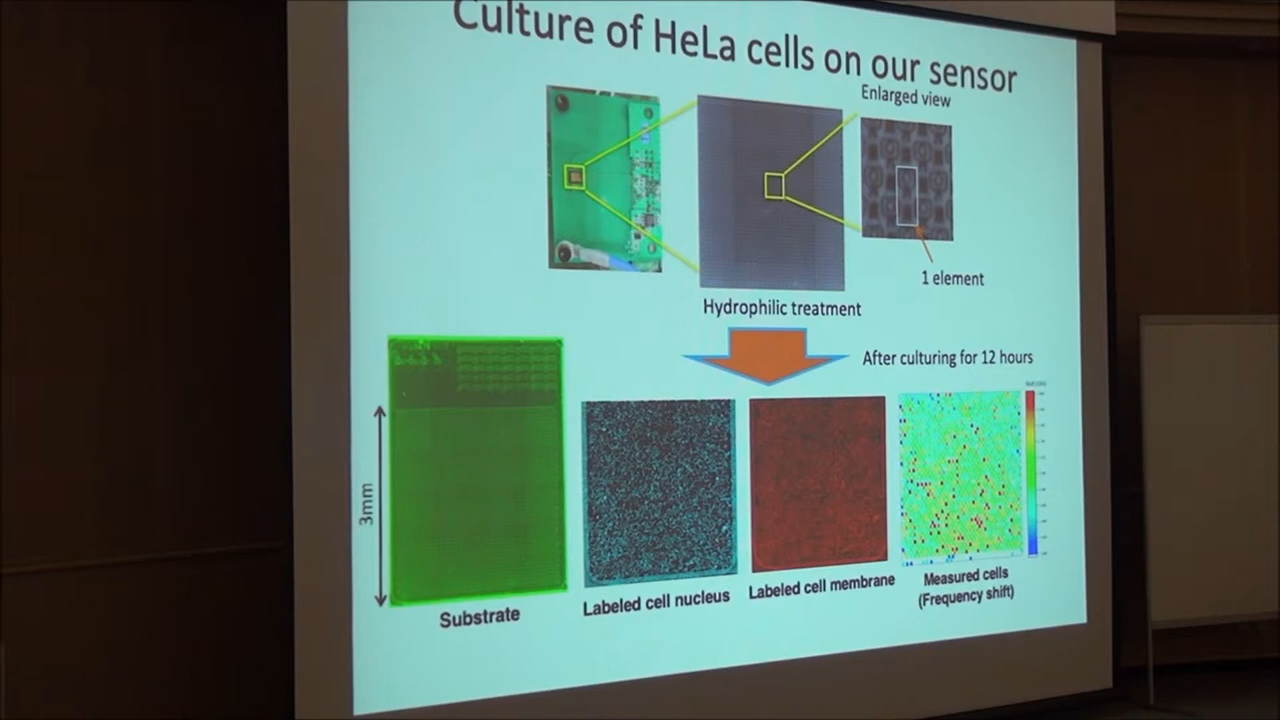 Culture of HeLa cells on our sensor
Enlarged view
1 element
Hydrophilic treatment
After culturing for 12 hours
3mm
Substrate
Labeled cell nucleus
Labeled cell membrane
Measured cells
(Frequency shift)